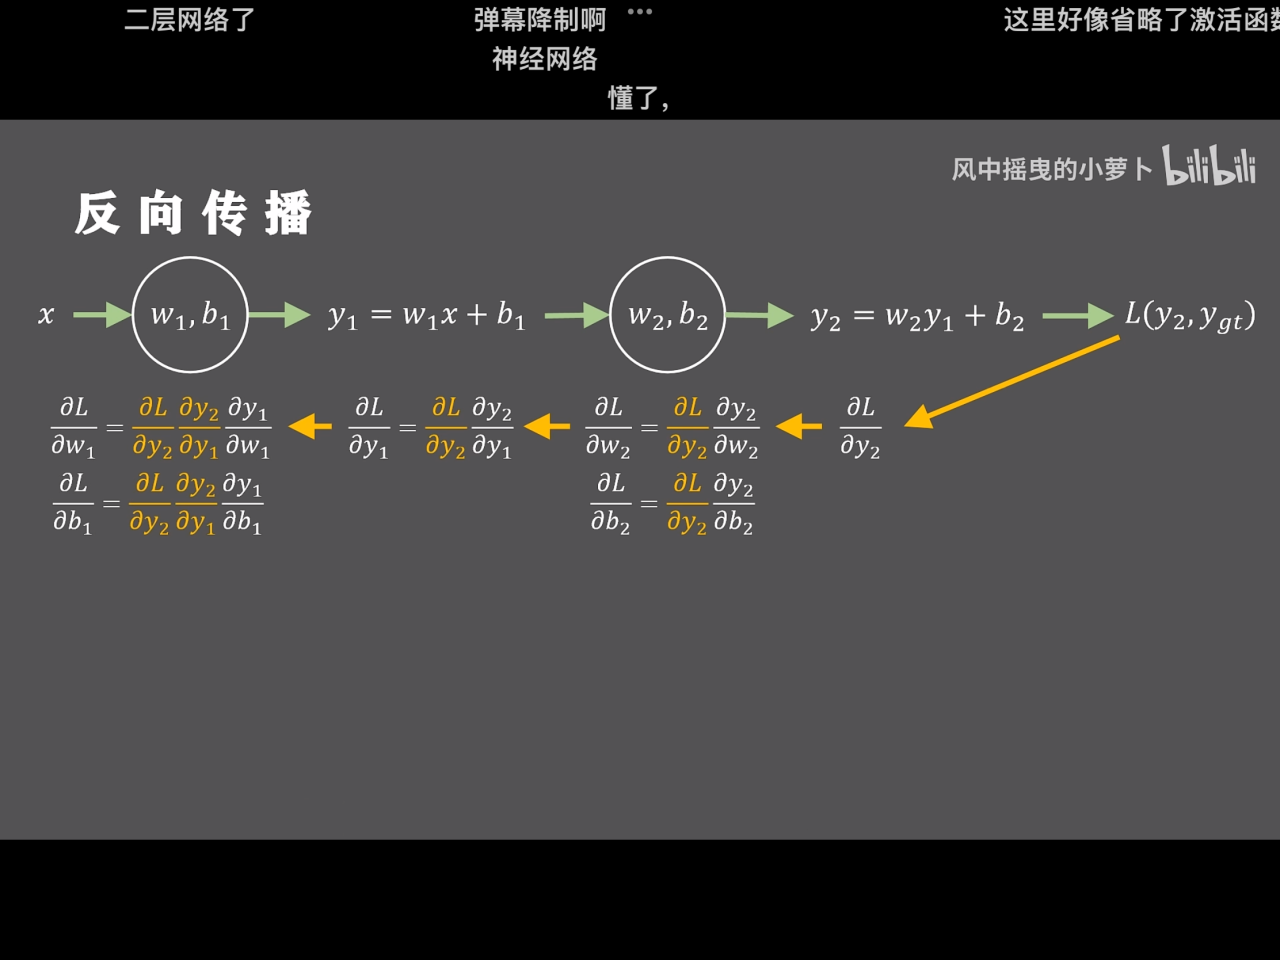 二层网络了
弹幕降制啊
这里好像省略了激活函数
神经网络
懂了，
风中摇曳的小萝卜 bilibili
反向传播
x → w₁, b₁ → y₁ = w₁x + b₁ → w₂, b₂ → y₂ = w₂y₁ + b₂ → L(y₂, y_gt)
∂L/∂w₁ = ∂L/∂y₂ ∂y₂/∂y₁ ∂y₁/∂w₁ ← ∂L/∂y₁ = ∂L/∂y₂ ∂y₂/∂y₁ ← ∂L/∂w₂ = ∂L/∂y₂ ∂y₂/∂w₂ ← ∂L/∂y₂
∂L/∂b₁ = ∂L/∂y₂ ∂y₂/∂y₁ ∂y₁/∂b₁
∂L/∂b₂ = ∂L/∂y₂ ∂y₂/∂b₂